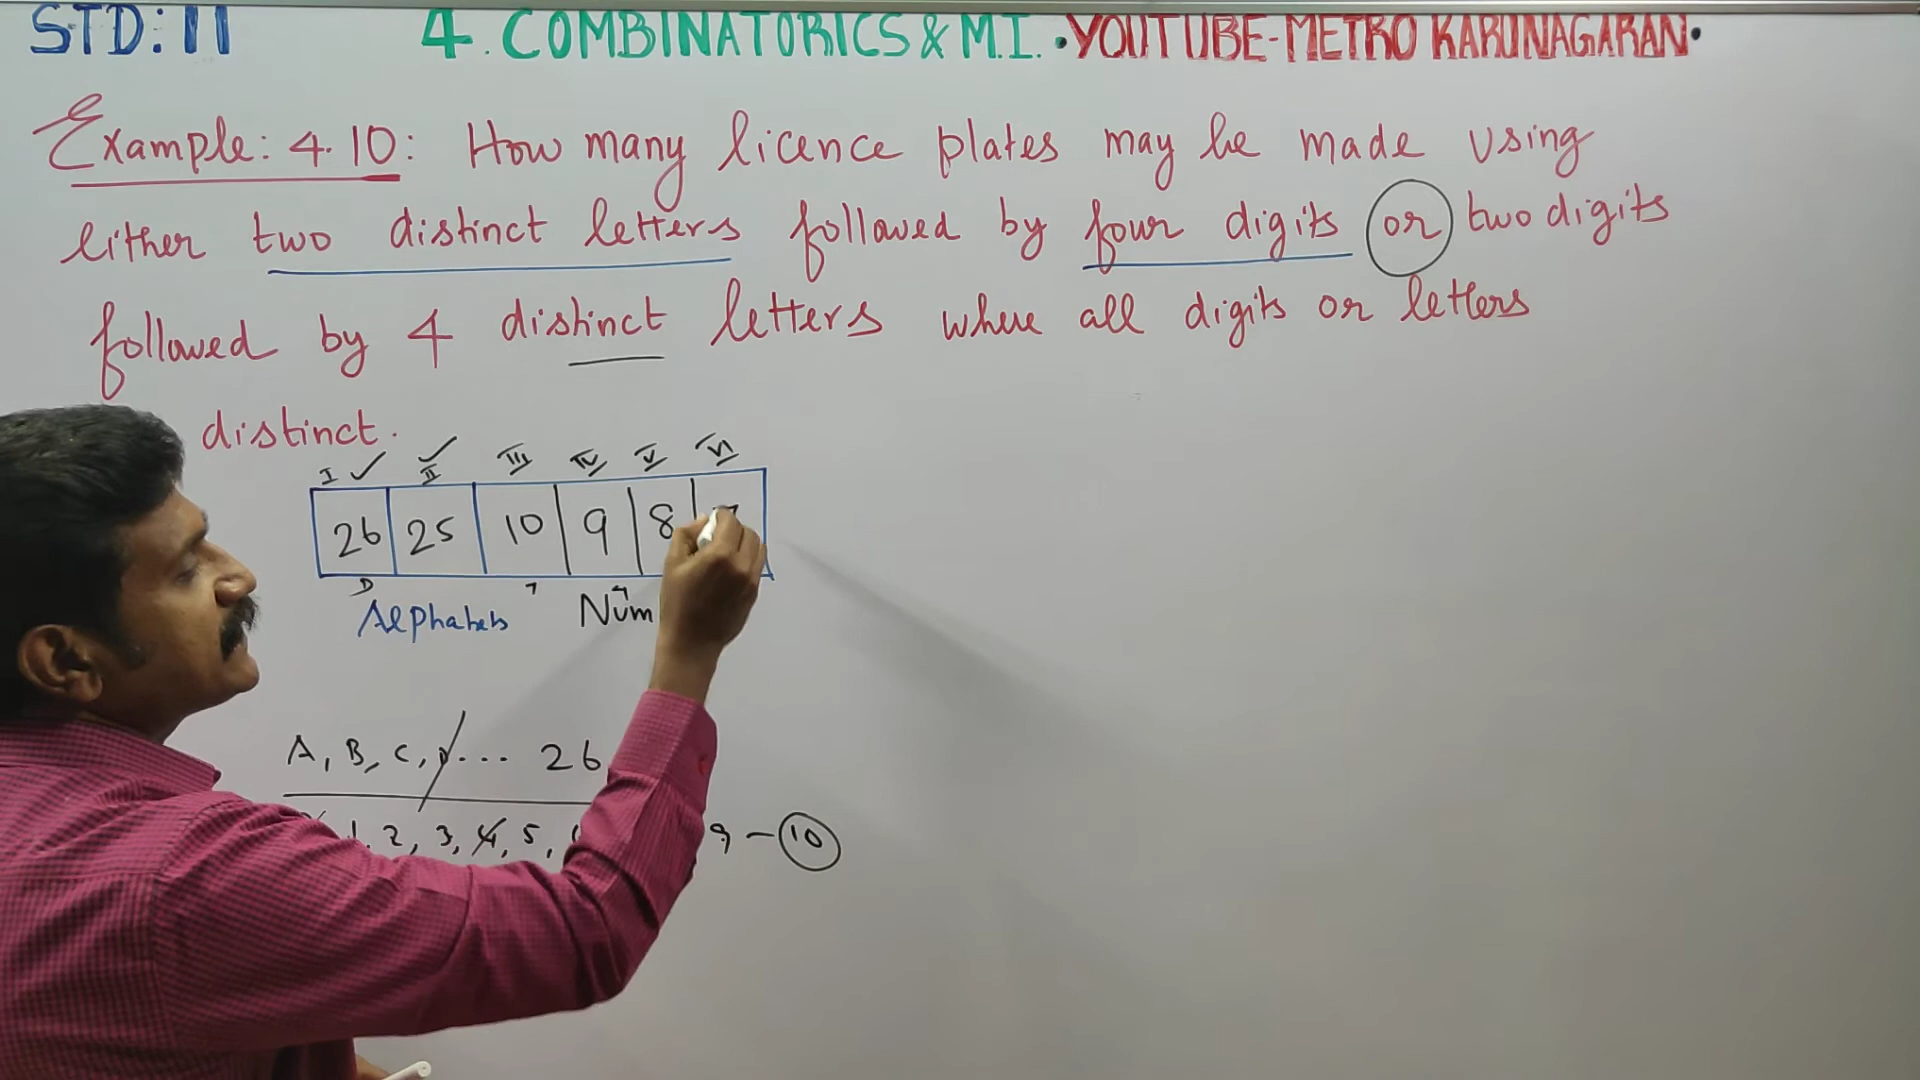 STD: 11 4. COMBINATORICS & M.I. • YOUTUBE-METRO KARUNAGARAN •
Example: 4.10: How many licence plates may be made using
either two distinct letters followed by four digits or two digits
followed by 4 distinct letters where all digits or letters
distinct.
I ✓ ✓ II III IV V VI
26 25 10 9 8
D 7 4
Alphabets Num
A, B, C, ... 26
1, 2, 3, 4, 5, 9 - 10